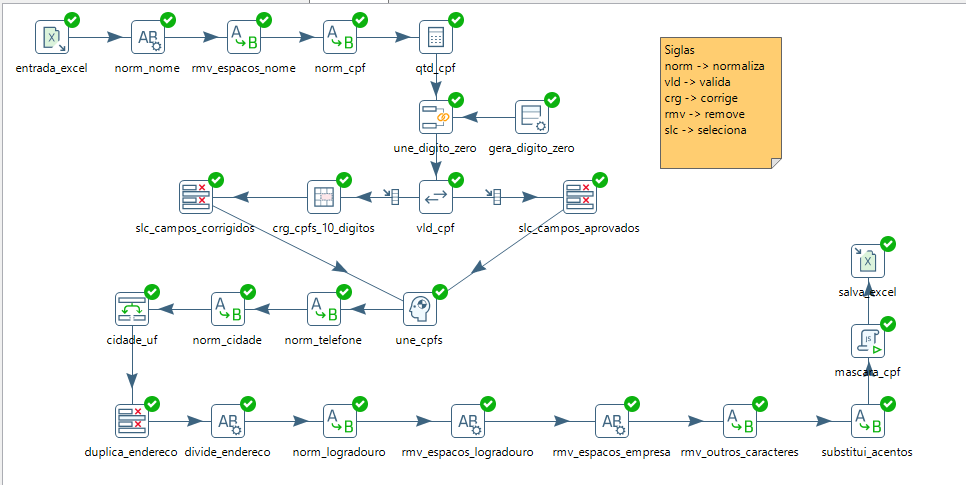 entrada_excel
norm_nome
rmv_espacos_nome
norm_cpf
qtd_cpf
Siglas
norm -> normaliza
vld -> valida
crg -> corrige
rmv -> remove
slc -> seleciona
une_digito_zero
gera_digito_zero
slc_campos_corrigidos
crg_cpfs_10_digitos
vld_cpf
slc_campos_aprovados
salva_excel
cidade_uf
norm_cidade
norm_telefone
une_cpfs
mascara_cpf
duplica_endereco
divide_endereco
norm_logradouro
rmv_espacos_logradouro
rmv_espacos_empresa
rmv_outros_caracteres
substitui_acentos